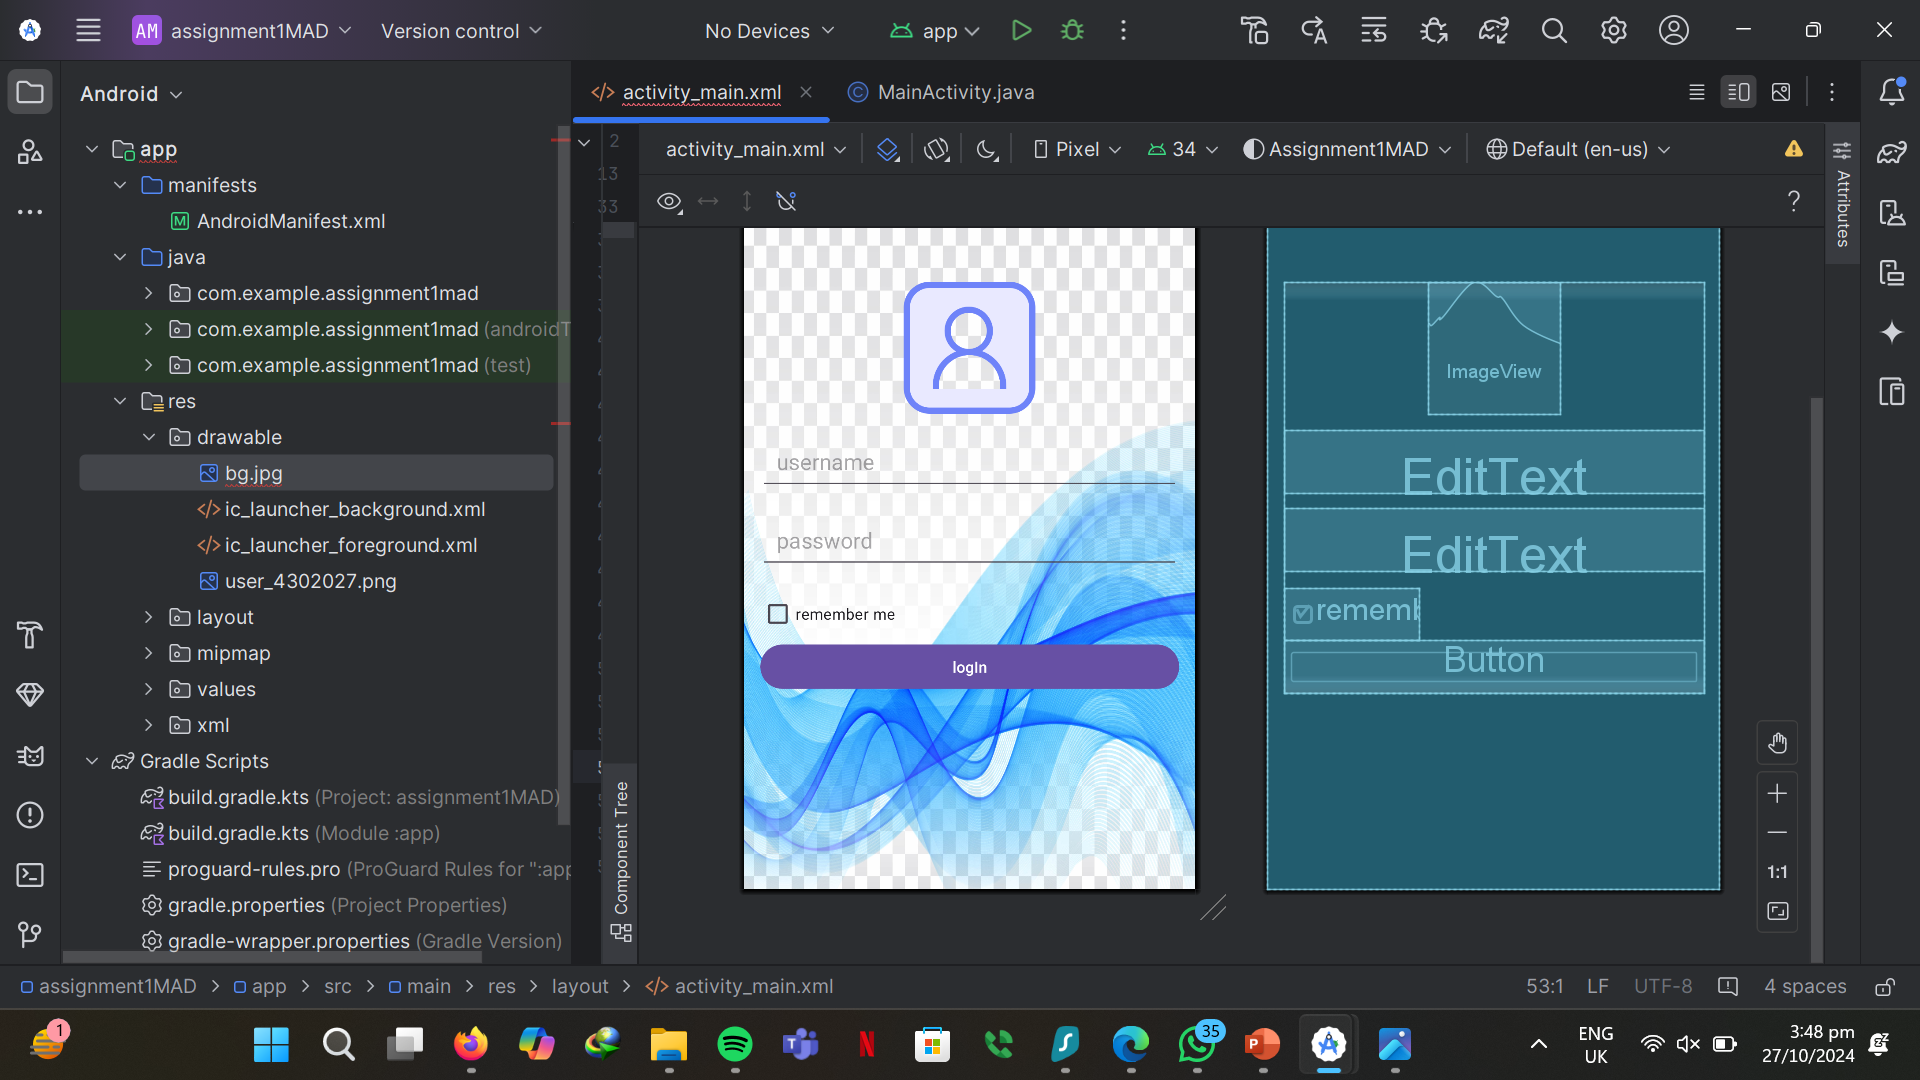 AM assignment1MAD Version control No Devices app
Android
activity_main.xml MainActivity.java
app
manifests
AndroidManifest.xml
java
com.example.assignment1mad
com.example.assignment1mad (androidT
com.example.assignment1mad (test)
res
drawable
bg.jpg
ic_launcher_background.xml
ic_launcher_foreground.xml
user_4302027.png
layout
mipmap
values
xml
Gradle Scripts
build.gradle.kts (Project: assignment1MAD)
build.gradle.kts (Module :app)
proguard-rules.pro (ProGuard Rules for ":app
gradle.properties (Project Properties)
gradle-wrapper.properties (Gradle Version)
2
13
33
activity_main.xml Pixel 34 Assignment1MAD Default (en-us)
?
Attributes
username
password
remember me
logIn
ImageView
EditText
EditText
rememb
Button
Component Tree
1:1
assignment1MAD > app > src > main > res > layout > activity_main.xml
53:1 LF UTF-8 4 spaces
1
35
ENG
UK
3:48 pm
27/10/2024